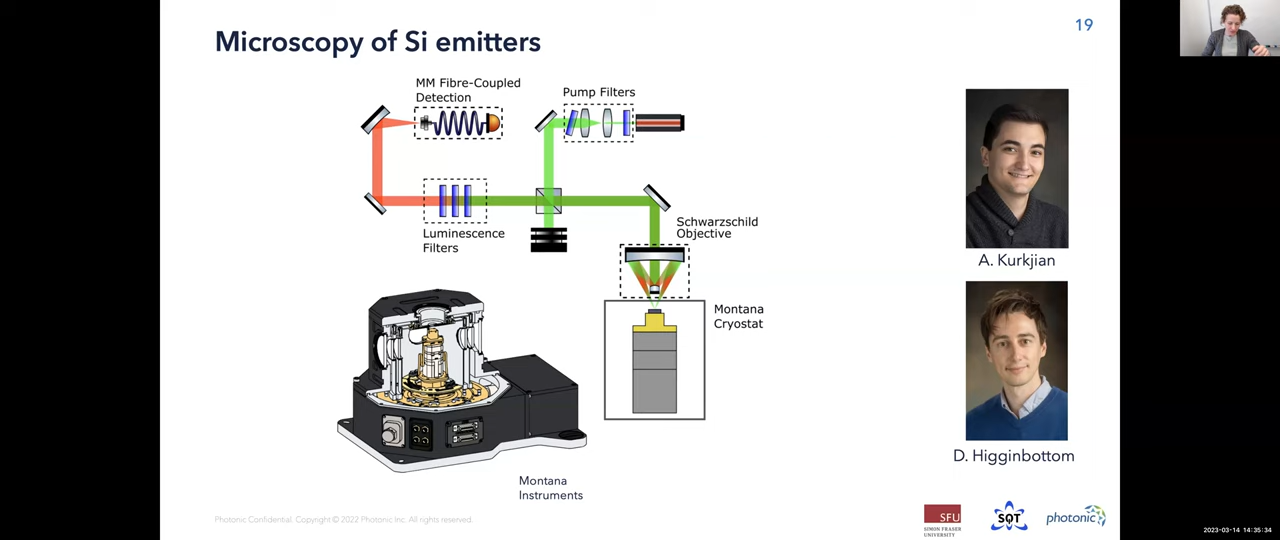 19
Microscopy of Si emitters
MM Fibre-Coupled
Detection
Pump Filters
Luminescence
Filters
Schwarzschild
Objective
Montana
Cryostat
Montana
Instruments
A. Kurkjian
D. Higginbottom
Photonic Confidential. Copyright © 2022 Photonic Inc. All rights reserved.
SFU
SIMON FRASER
UNIVERSITY
SQT
photonic
2023-03-14 14:35:34